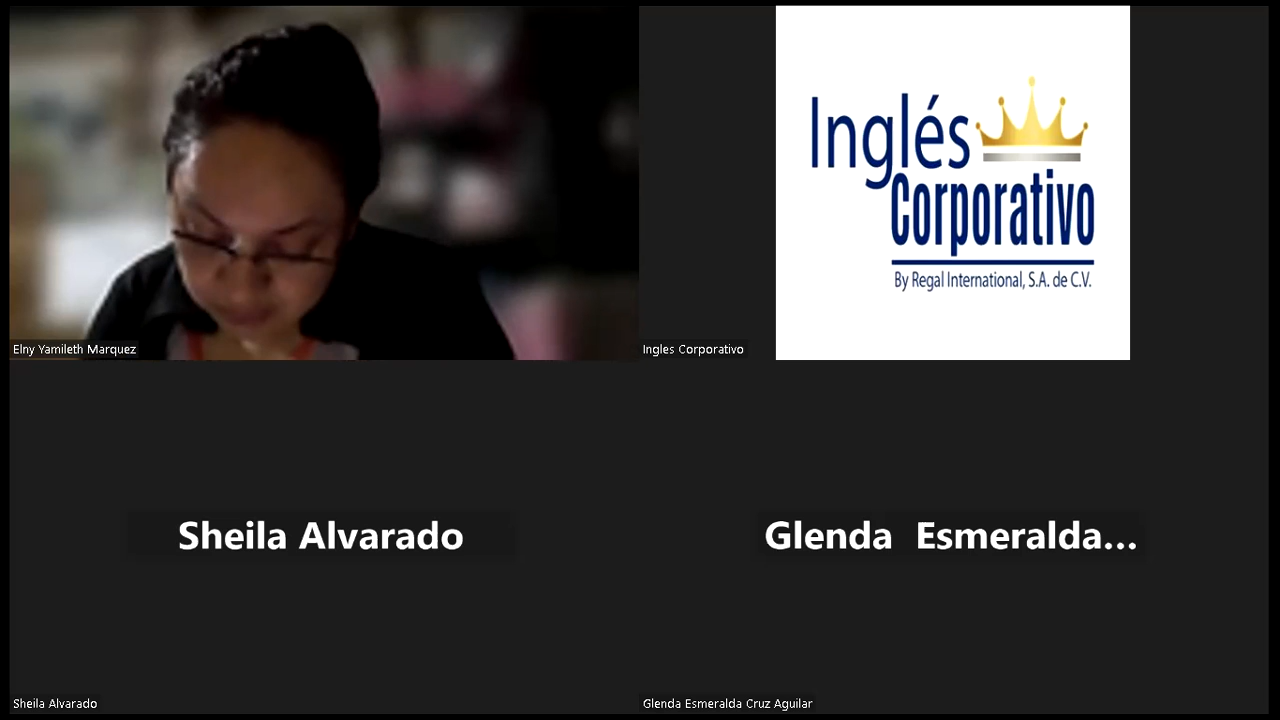 Elny Yamileth Marquez
Inglés
Corporativo
By Regal International, S.A. de C.V.
Ingles Corporativo
Sheila Alvarado
Glenda Esmeralda...
Sheila Alvarado
Glenda Esmeralda Cruz Aguilar